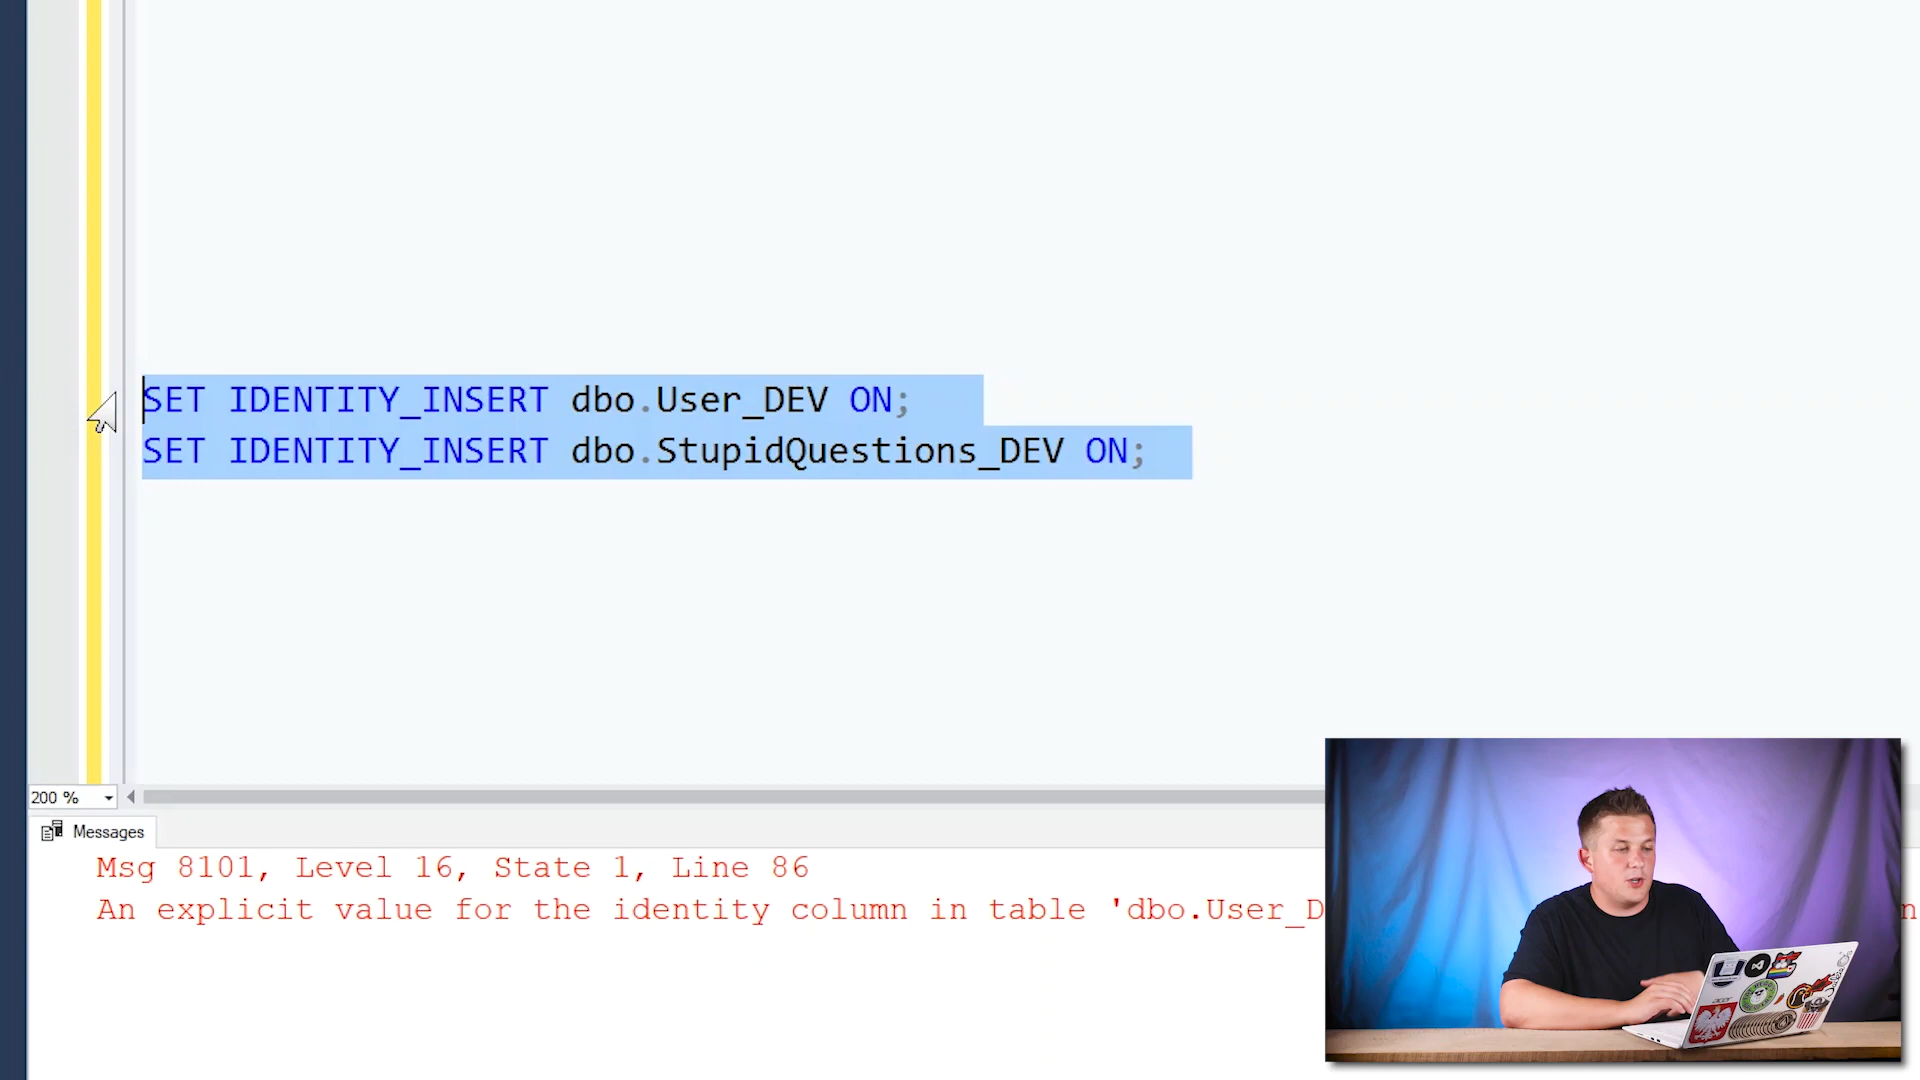 SET IDENTITY_INSERT dbo.User_DEV ON;
SET IDENTITY_INSERT dbo.StupidQuestions_DEV ON;
200 %
Messages
Msg 8101, Level 16, State 1, Line 86
An explicit value for the identity column in table 'dbo.User_D
acer